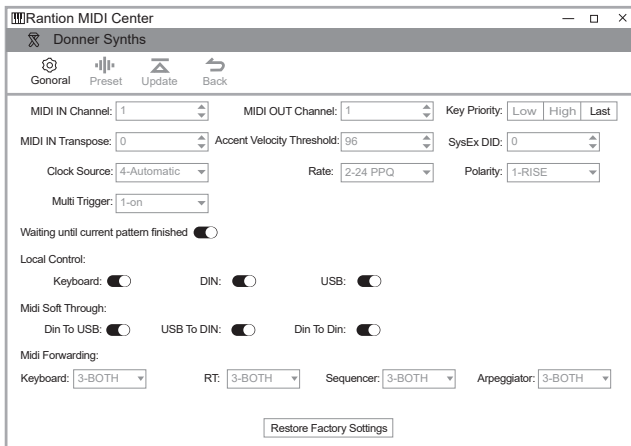 Rantion MIDI Center
Donner Synths
Gonoral Preset Update Back
MIDI IN Channel: 1 MIDI OUT Channel: 1 Key Priority: Low High Last
MIDI IN Transpose: 0 Accent Velocity Threshold: 96 SysEx DID: 0
Clock Source: 4-Automatic Rate: 2-24 PPQ Polarity: 1-RISE
Multi Trigger: 1-on
Waiting until current pattern finished
Local Control:
Keyboard: DIN: USB:
Midi Soft Through:
Din To USB: USB To DIN: Din To Din:
Midi Forwarding:
Keyboard: 3-BOTH RT: 3-BOTH Sequencer: 3-BOTH Arpeggiator: 3-BOTH
Restore Factory Settings